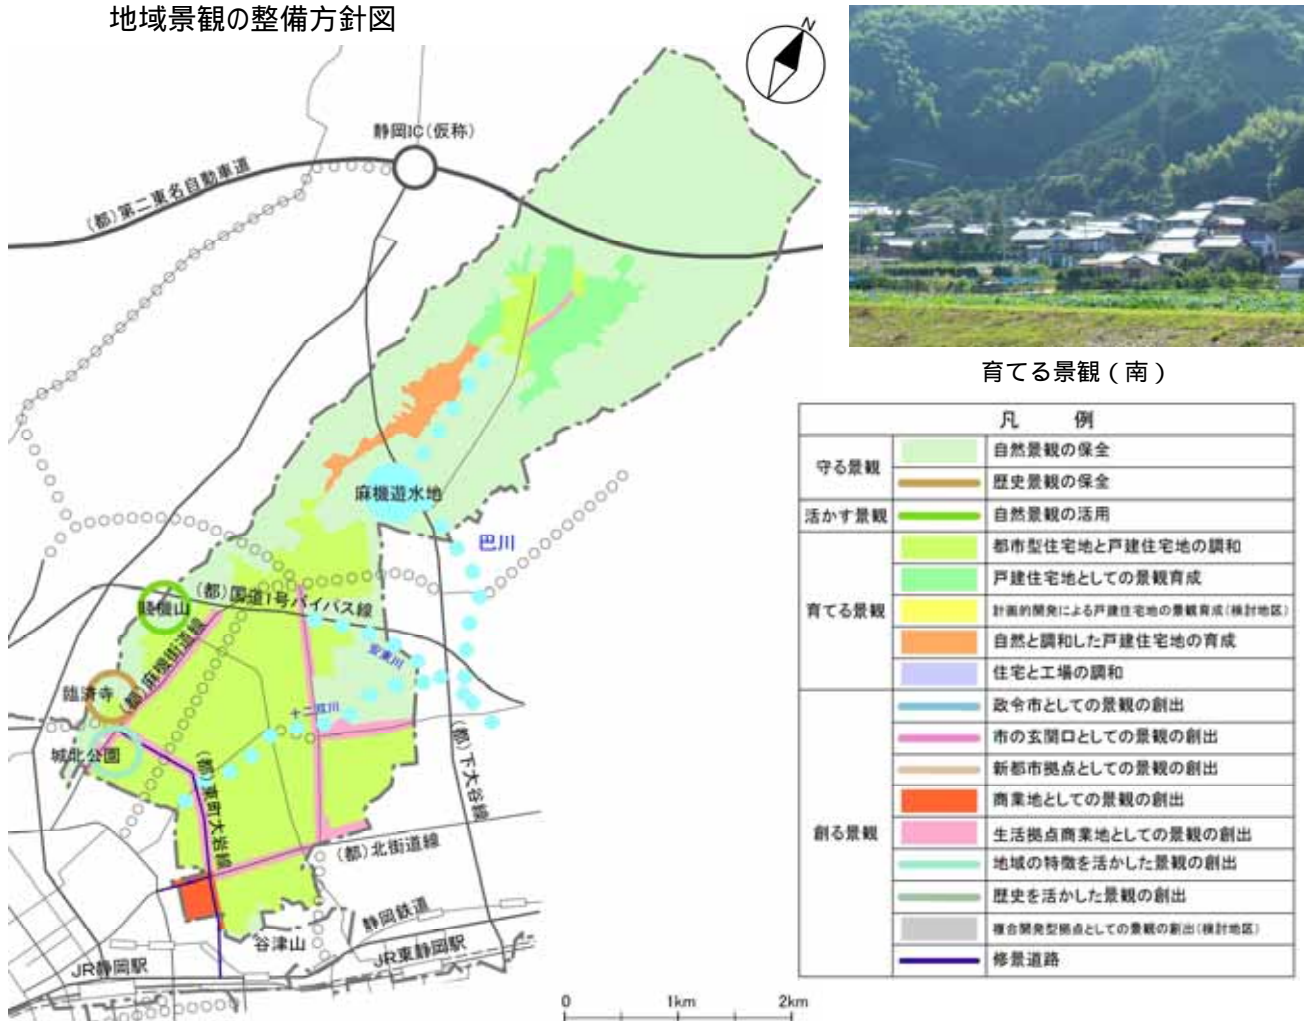 地域景観の整備方針図
N
静岡IC(仮称)
(都)第二東名自動車道
育てる景観(南)
麻機遊水地
巴川
(都)国道1号バイパス線
賤機山
(都)麻機街道線
安東川
臨済寺
十二双川
城北公園
(都)東町大岩線
(都)下大谷線
(都)北街道線
静岡鉄道
谷津山
JR東静岡駅
JR静岡駅
0 1km 2km
凡 例
守る景観
自然景観の保全
歴史景観の保全
活かす景観
自然景観の活用
育てる景観
都市型住宅地と戸建住宅地の調和
戸建住宅地としての景観育成
計画的開発による戸建住宅地の景観育成(検討地区)
自然と調和した戸建住宅地の育成
住宅と工場の調和
創る景観
政令市としての景観の創出
市の玄関口としての景観の創出
新都市拠点としての景観の創出
商業地としての景観の創出
生活拠点商業地としての景観の創出
地域の特徴を活かした景観の創出
歴史を活かした景観の創出
複合開発型拠点としての景観の創出(検討地区)
修景道路